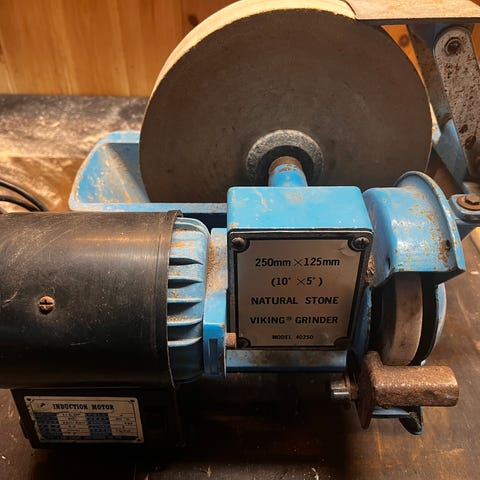 250mm × 125mm
(10" ×5")
NATURAL STONE
VIKING® GRINDER
MODEL 40250
INDUCTION MOTOR